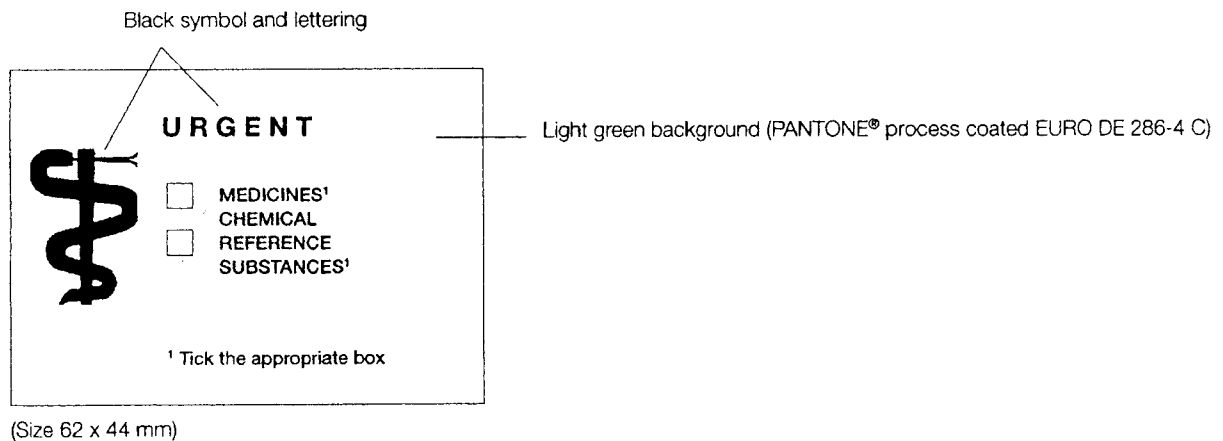 Black symbol and lettering
URGENT
Light green background (PANTONE® process coated EURO DE 286-4 C)
MEDICINES¹
CHEMICAL
REFERENCE
SUBSTANCES¹
¹ Tick the appropriate box
(Size 62 x 44 mm)